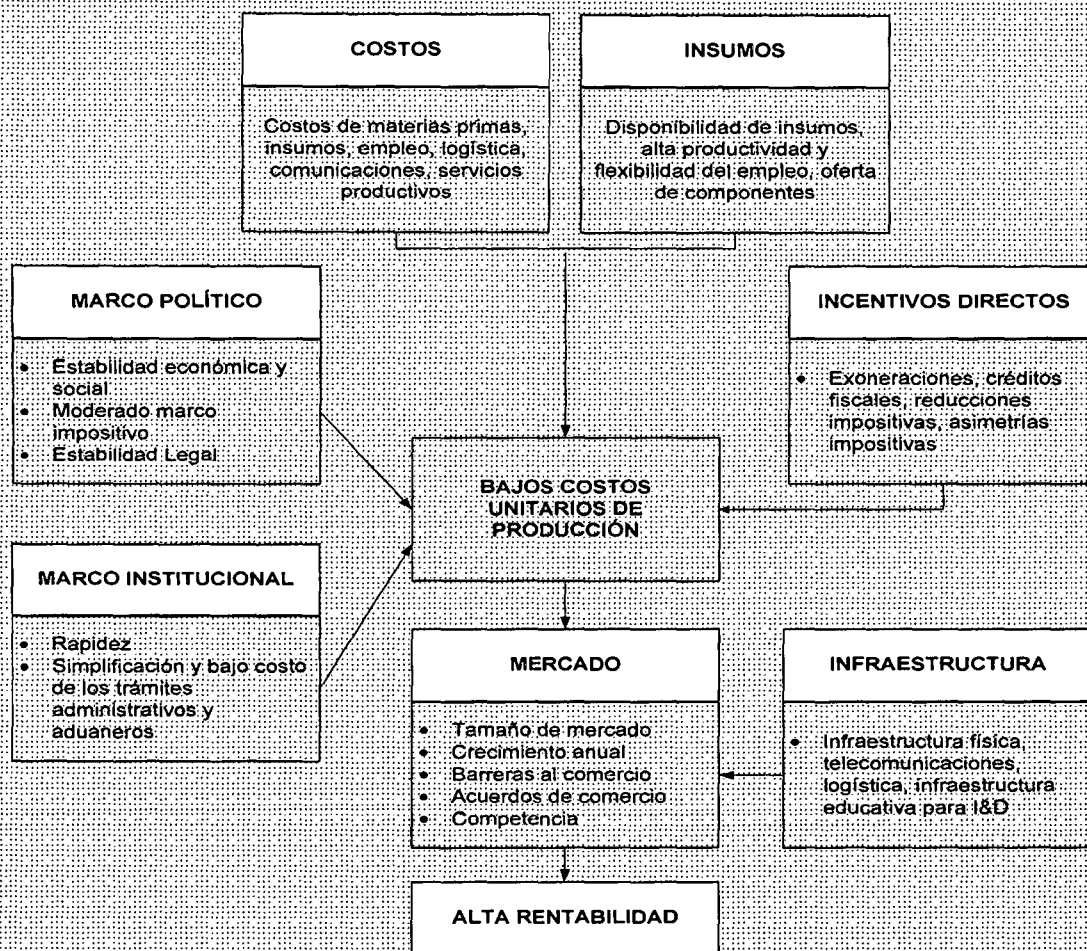 COSTOS
Costos de materias primas,
insumos, empleo, logística,
comunicaciones, servicios
productivos
INSUMOS
Disponibilidad de insumos,
alta productividad y
flexibilidad del empleo, oferta
de componentes
MARCO POLÍTICO
• Estabilidad económica y
social
• Moderado marco
impositivo
• Estabilidad Legal
INCENTIVOS DIRECTOS
• Exoneraciones, créditos
fiscales, reducciones
impositivas, asimetrías
impositivas
BAJOS COSTOS
UNITARIOS DE
PRODUCCIÓN
MARCO INSTITUCIONAL
• Rapidez
• Simplificación y bajo costo
de los trámites
administrativos y
aduaneros
MERCADO
• Tamaño de mercado
• Crecimiento anual
• Barreras al comercio
• Acuerdos de comercio
• Competencia
INFRAESTRUCTURA
• Infraestructura física,
telecomunicaciones,
logística, infraestructura
educativa para I&D
ALTA RENTABILIDAD